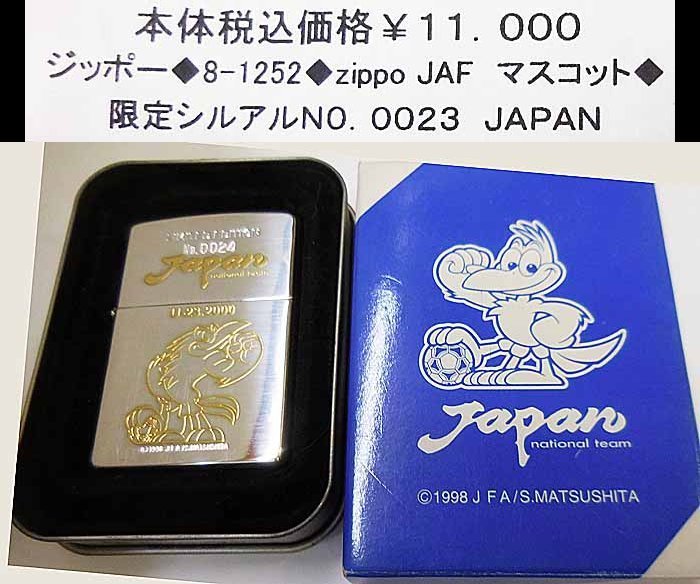 本体税込価格￥11.000
ジッポー◆8-1252◆zippo JAF マスコット◆
限定シルアルNO. 0023 JAPAN
No.0024
Japan
national team
11.23.2000
Japan
national team
©1998 J F A/S.MATSUSHITA